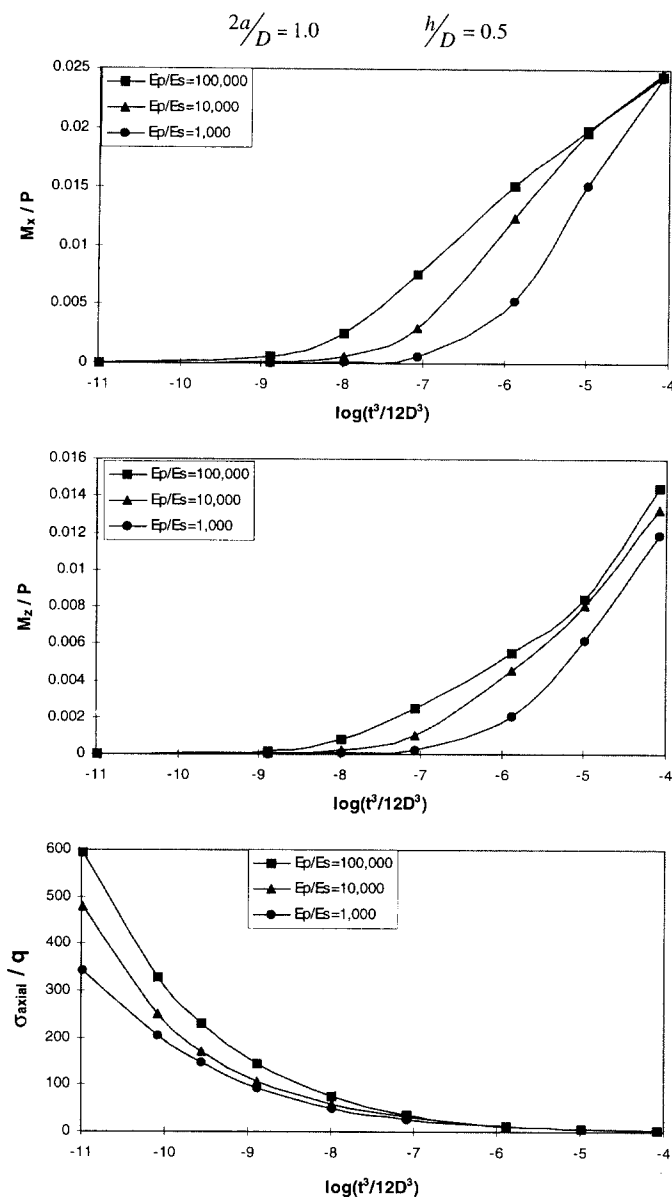 2a/D = 1.0 h/D = 0.5
0.025
0.02
0.015
0.01
0.005
0
Mx / P
Ep/Es=100,000
Ep/Es=10,000
Ep/Es=1,000
-11 -10 -9 -8 -7 -6 -5 -4
log(t³/12D³)
0.016
0.014
0.012
0.01
0.008
0.006
0.004
0.002
0
Mz / P
Ep/Es=100,000
Ep/Es=10,000
Ep/Es=1,000
-11 -10 -9 -8 -7 -6 -5 -4
log(t³/12D³)
600
500
400
300
200
100
0
σaxial / q
Ep/Es=100,000
Ep/Es=10,000
Ep/Es=1,000
-11 -10 -9 -8 -7 -6 -5 -4
log(t³/12D³)